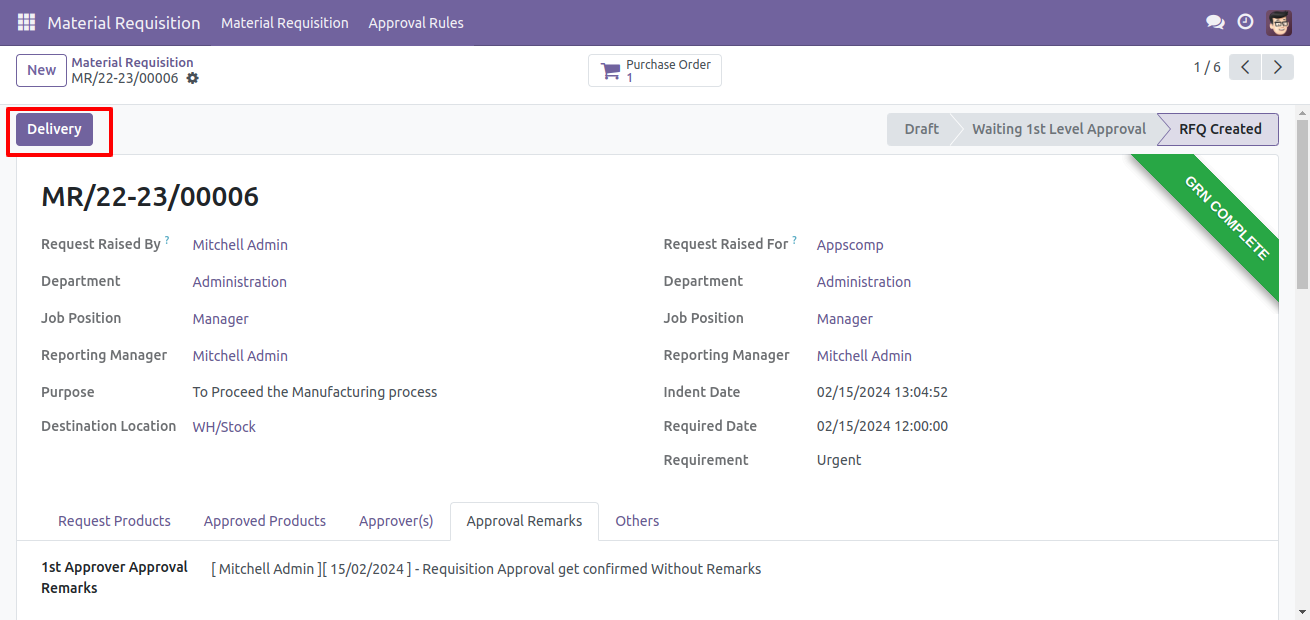 Material Requisition Material Requisition Approval Rules
New
Material Requisition
MR/22-23/00006
Purchase Order
1
1 / 6
Delivery
Draft Waiting 1st Level Approval RFQ Created
GRN COMPLETE
MR/22-23/00006
Request Raised By ? Mitchell Admin Request Raised For ? Appscomp
Department Administration Department Administration
Job Position Manager Job Position Manager
Reporting Manager Mitchell Admin Reporting Manager Mitchell Admin
Purpose To Proceed the Manufacturing process Indent Date 02/15/2024 13:04:52
Destination Location WH/Stock Required Date 02/15/2024 12:00:00
Requirement Urgent
Request Products Approved Products Approver(s) Approval Remarks Others
1st Approver Approval [ Mitchell Admin ][ 15/02/2024 ] - Requisition Approval get confirmed Without Remarks
Remarks